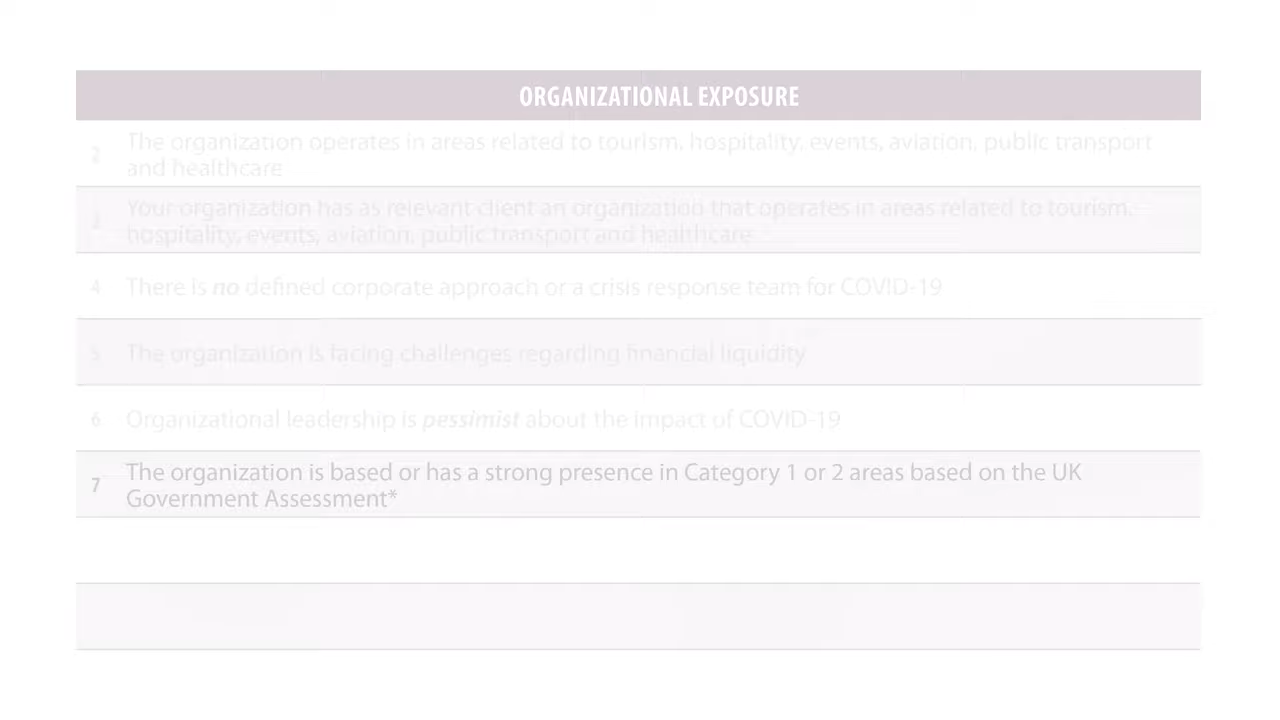 ORGANIZATIONAL EXPOSURE
2 The organization operates in areas related to tourism, hospitality, events, aviation, public transport
and healthcare
3 Your organization has as relevant client an organization that operates in areas related to tourism,
hospitality, events, aviation, public transport and healthcare
4 There is no defined corporate approach or a crisis response team for COVID-19
5 The organization is facing challenges regarding financial liquidity
6 Organizational leadership is pessimist about the impact of COVID-19
7 The organization is based or has a strong presence in Category 1 or 2 areas based on the UK
Government Assessment*